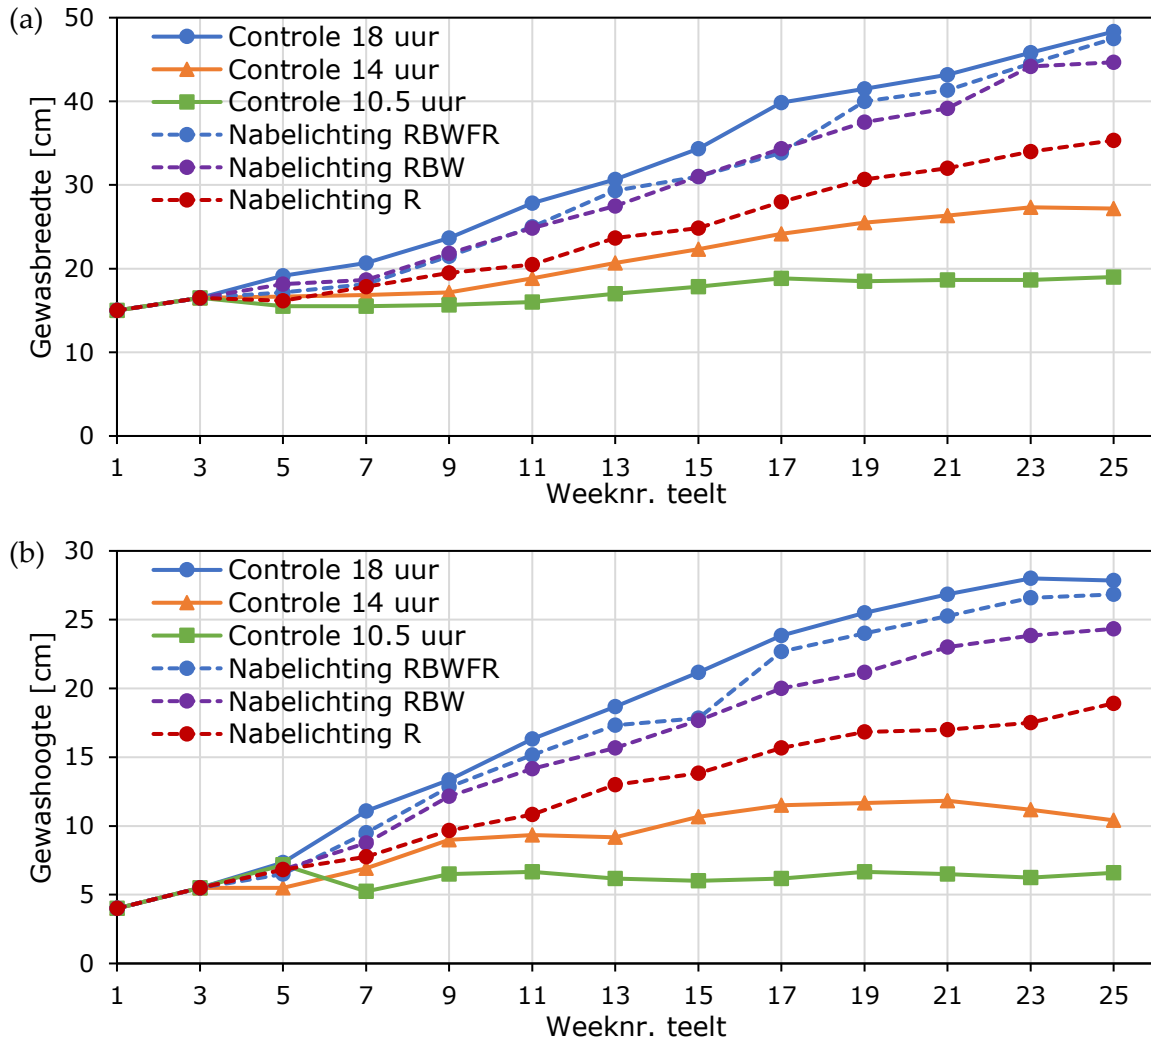 (a)
Gewasbreedte [cm]
50
40
30
20
10
0
Controle 18 uur
Controle 14 uur
Controle 10.5 uur
Nabelichting RBWFR
Nabelichting RBW
Nabelichting R
1 3 5 7 9 11 13 15 17 19 21 23 25
Weeknr. teelt
(b)
Gewashoogte [cm]
30
25
20
15
10
5
0
Controle 18 uur
Controle 14 uur
Controle 10.5 uur
Nabelichting RBWFR
Nabelichting RBW
Nabelichting R
1 3 5 7 9 11 13 15 17 19 21 23 25
Weeknr. teelt